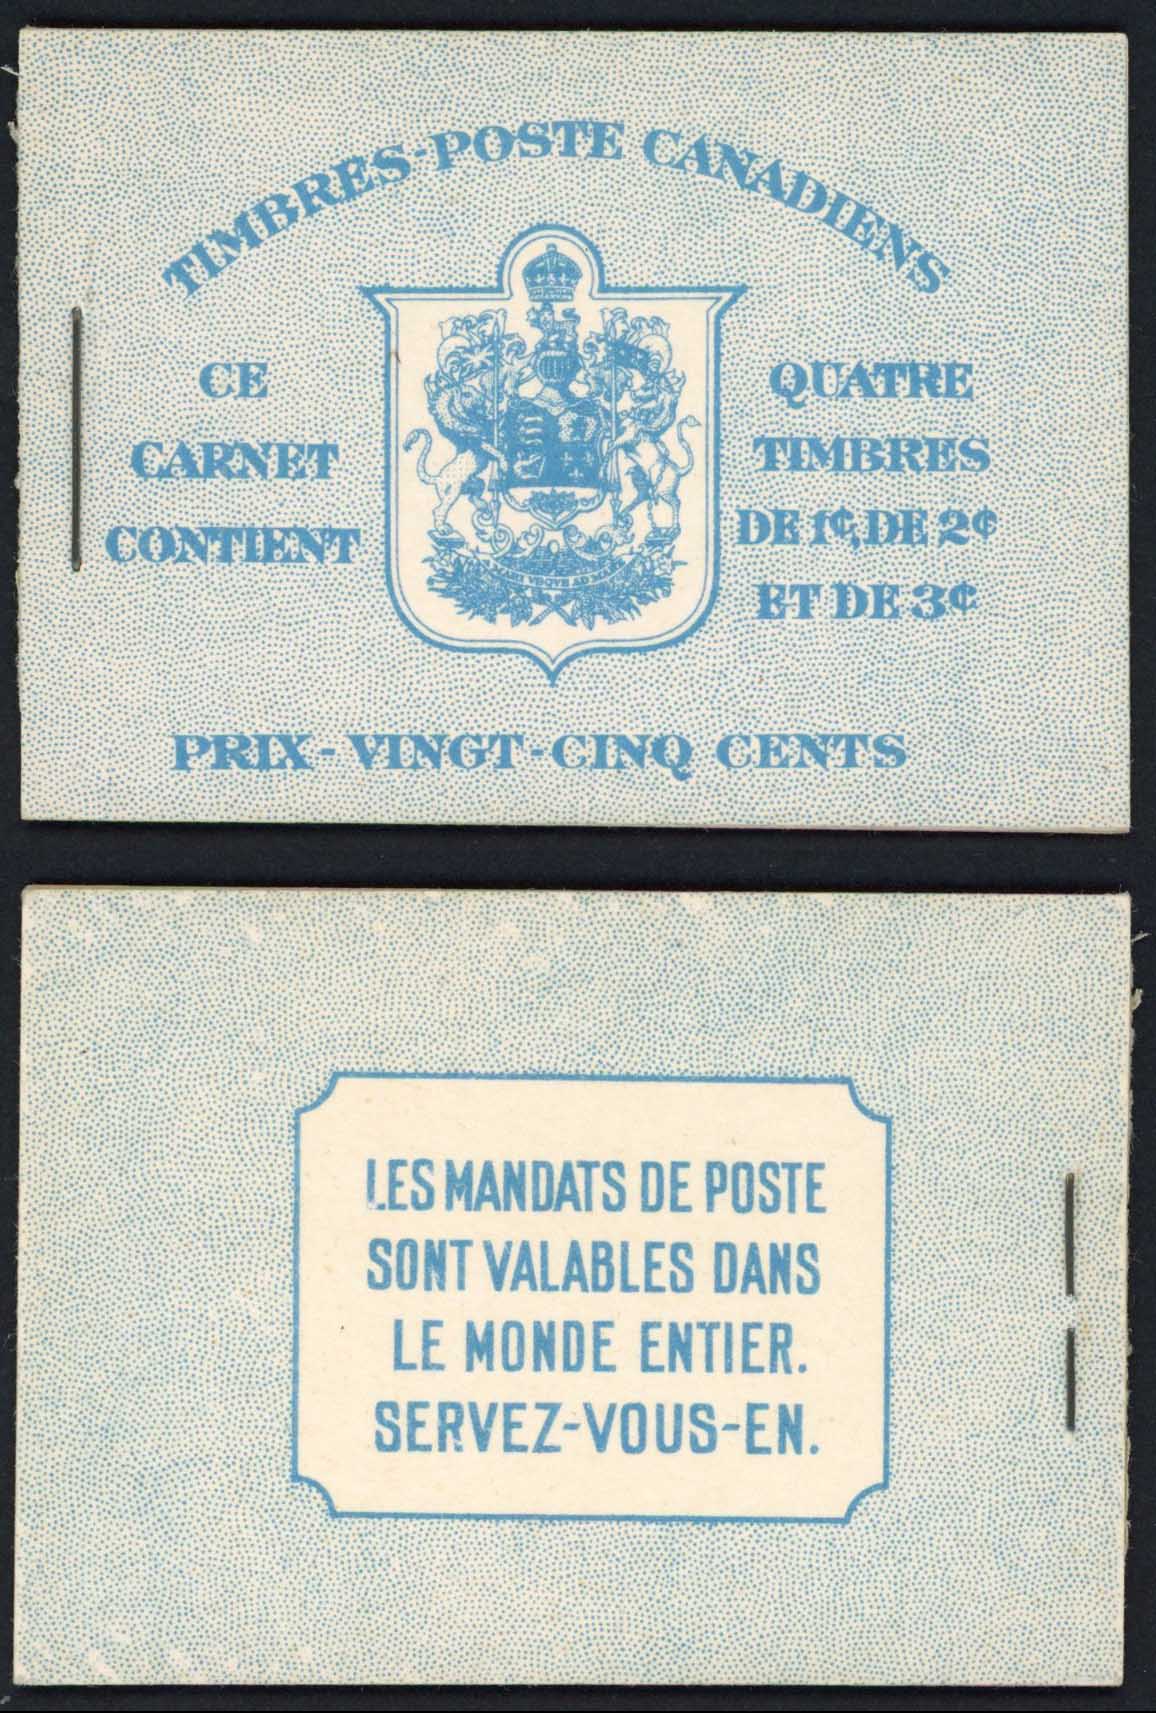 TIMBRES-POSTE CANADIENS
CE
CARNET
CONTIENT
QUATRE
TIMBRES
DE 1¢, DE 2¢
ET DE 3¢
PRIX - VINGT-CINQ CENTS
LES MANDATS DE POSTE
SONT VALABLES DANS
LE MONDE ENTIER.
SERVEZ-VOUS-EN.